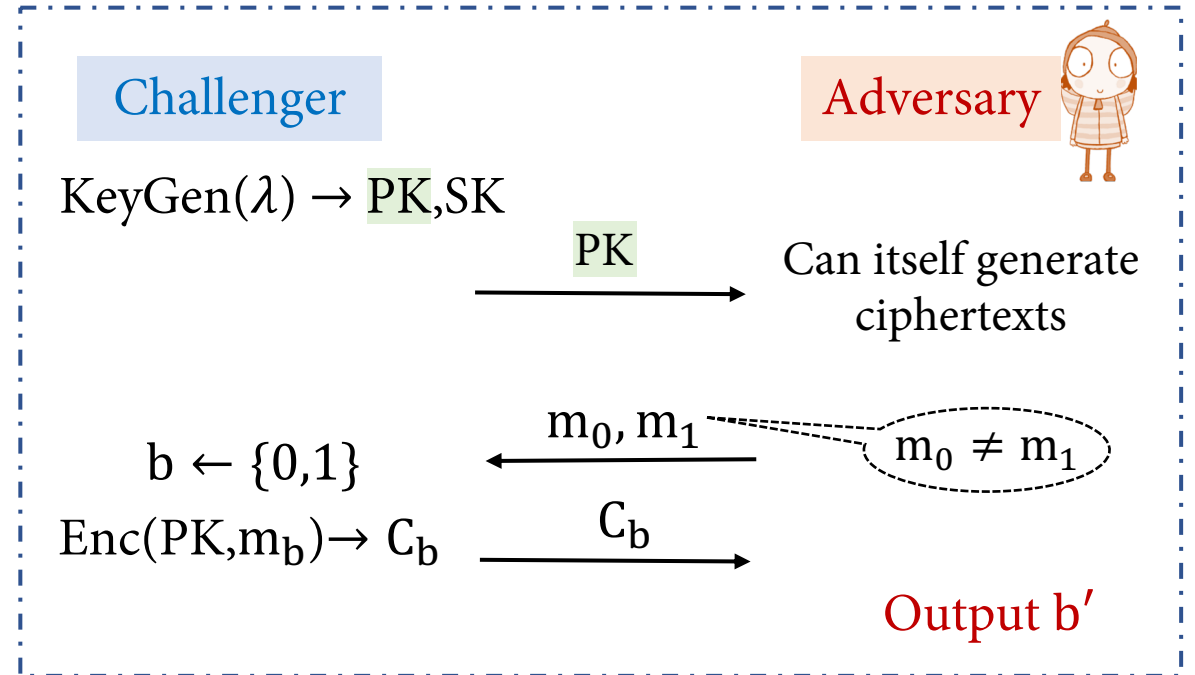 Challenger
Adversary
KeyGen(λ) → PK,SK
PK
Can itself generate
ciphertexts
m₀, m₁
m₀ ≠ m₁
b ← {0,1}
Enc(PK,m_b)→ C_b
C_b
Output b′